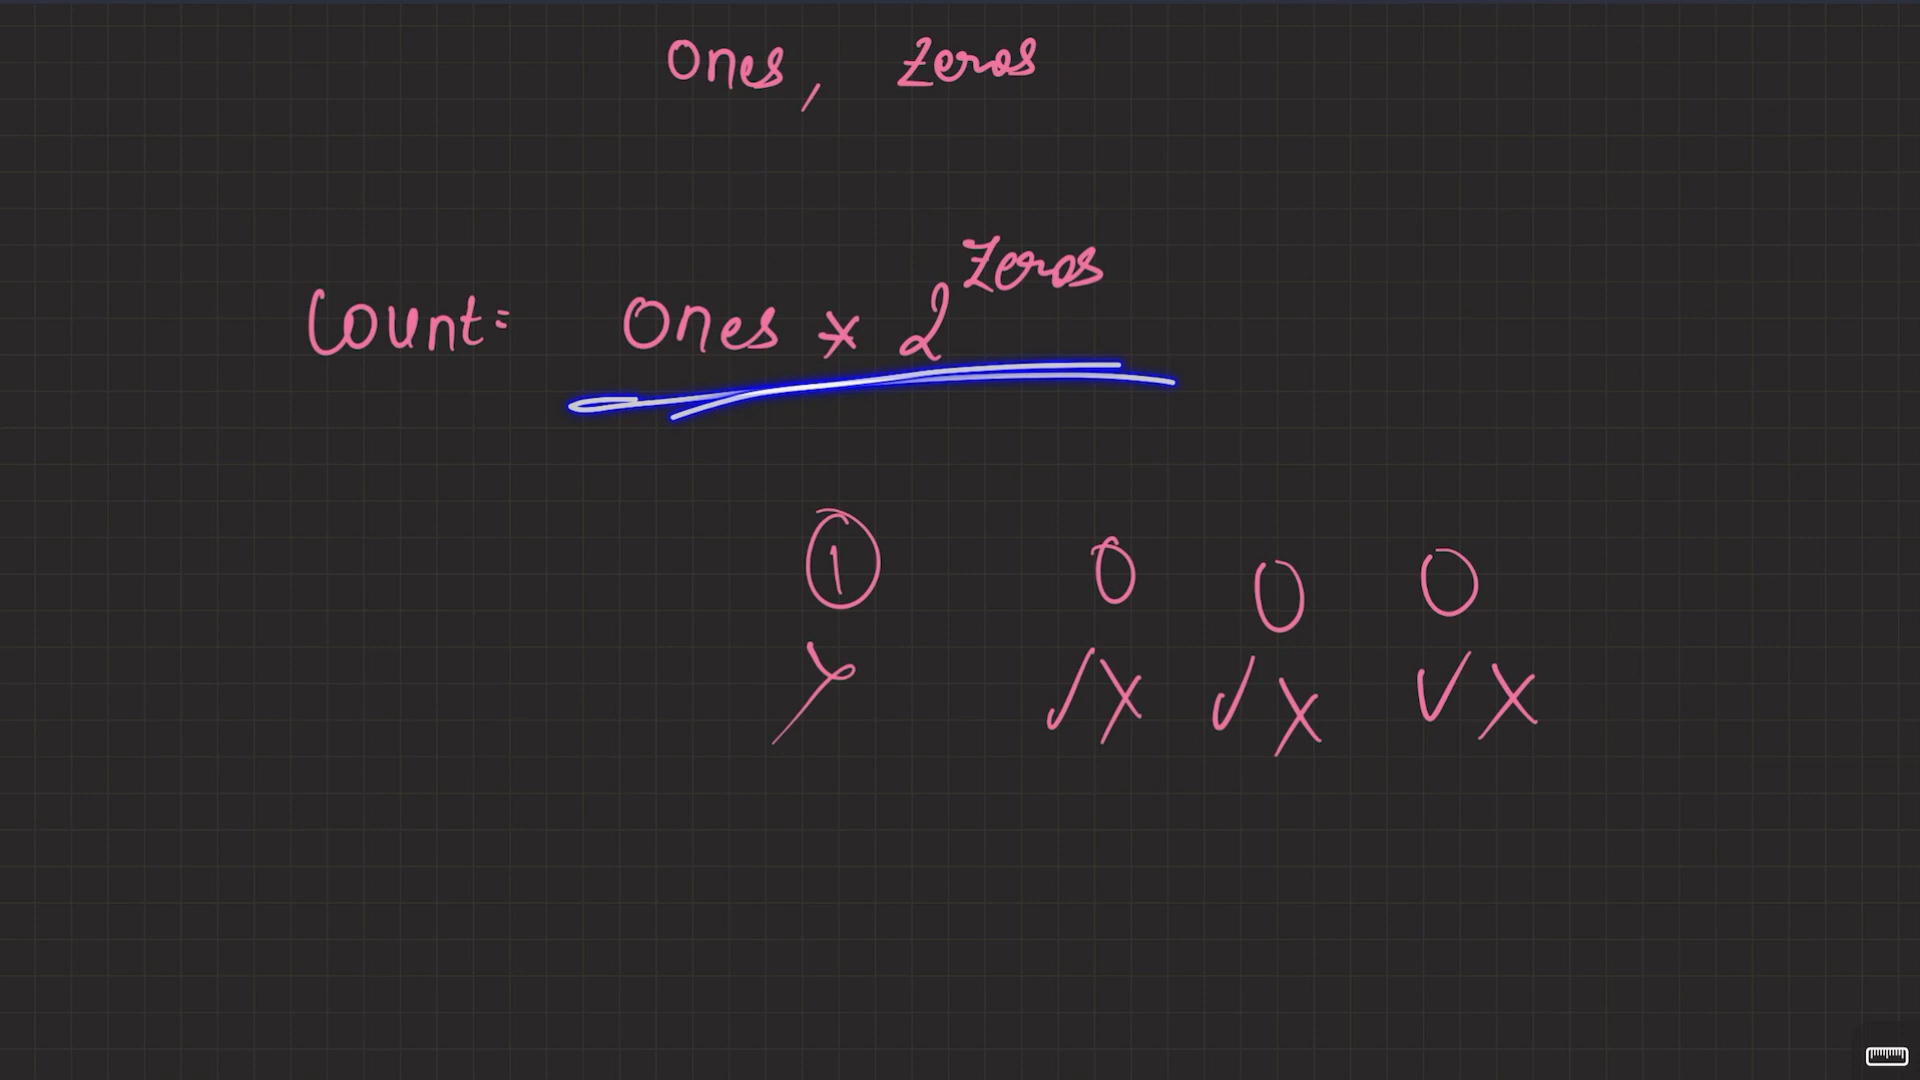 Ones, Zeros
Count= Ones * 2^Zeros
1 0 0 0
✓X ✓X ✓X